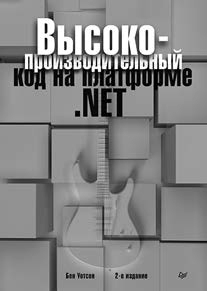 Высоко-
производительный
код на платформе
.NET
Бен Уотсон
2-е издание